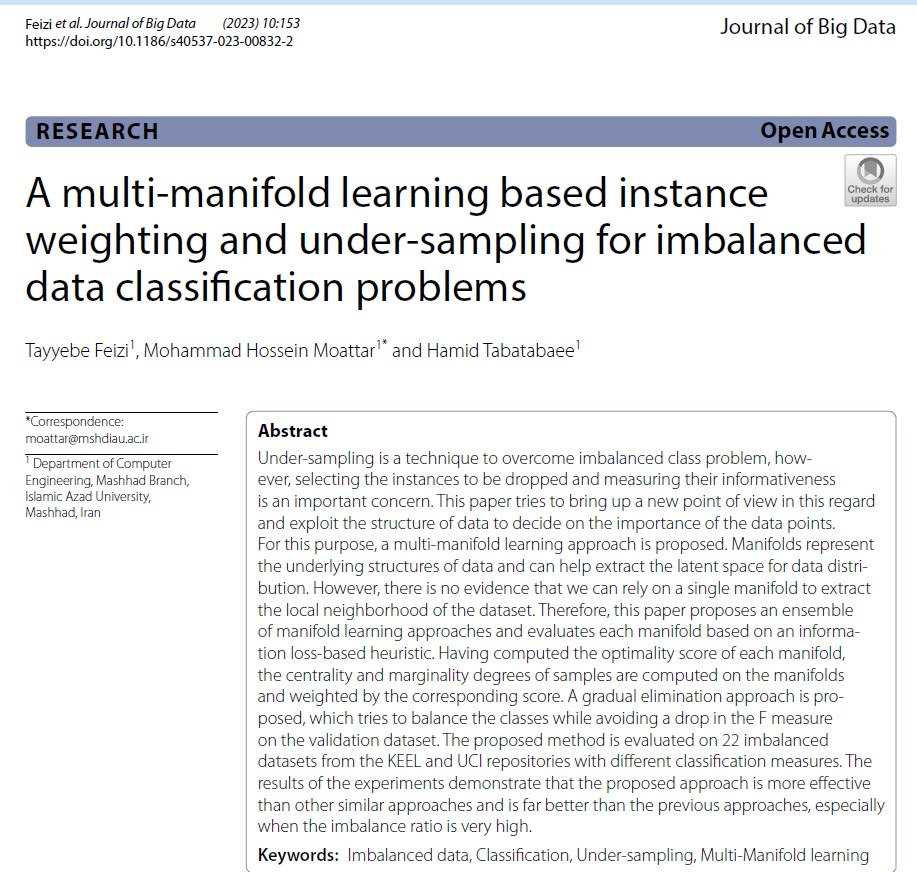 Feizi et al. Journal of Big Data (2023) 10:153
https://doi.org/10.1186/s40537-023-00832-2
Journal of Big Data
RESEARCH
Open Access
Check for
updates
A multi-manifold learning based instance
weighting and under-sampling for imbalanced
data classification problems
Tayyebe Feizi1, Mohammad Hossein Moattar1* and Hamid Tabatabaee1
*Correspondence:
moattar@mshdiau.ac.ir
1 Department of Computer
Engineering, Mashhad Branch,
Islamic Azad University,
Mashhad, Iran
Abstract
Under-sampling is a technique to overcome imbalanced class problem, how-
ever, selecting the instances to be dropped and measuring their informativeness
is an important concern. This paper tries to bring up a new point of view in this regard
and exploit the structure of data to decide on the importance of the data points.
For this purpose, a multi-manifold learning approach is proposed. Manifolds represent
the underlying structures of data and can help extract the latent space for data distri-
bution. However, there is no evidence that we can rely on a single manifold to extract
the local neighborhood of the dataset. Therefore, this paper proposes an ensemble
of manifold learning approaches and evaluates each manifold based on an informa-
tion loss-based heuristic. Having computed the optimality score of each manifold,
the centrality and marginality degrees of samples are computed on the manifolds
and weighted by the corresponding score. A gradual elimination approach is pro-
posed, which tries to balance the classes while avoiding a drop in the F measure
on the validation dataset. The proposed method is evaluated on 22 imbalanced
datasets from the KEEL and UCI repositories with different classification measures. The
results of the experiments demonstrate that the proposed approach is more effective
than other similar approaches and is far better than the previous approaches, especially
when the imbalance ratio is very high.
Keywords: Imbalanced data, Classification, Under-sampling, Multi-Manifold learning